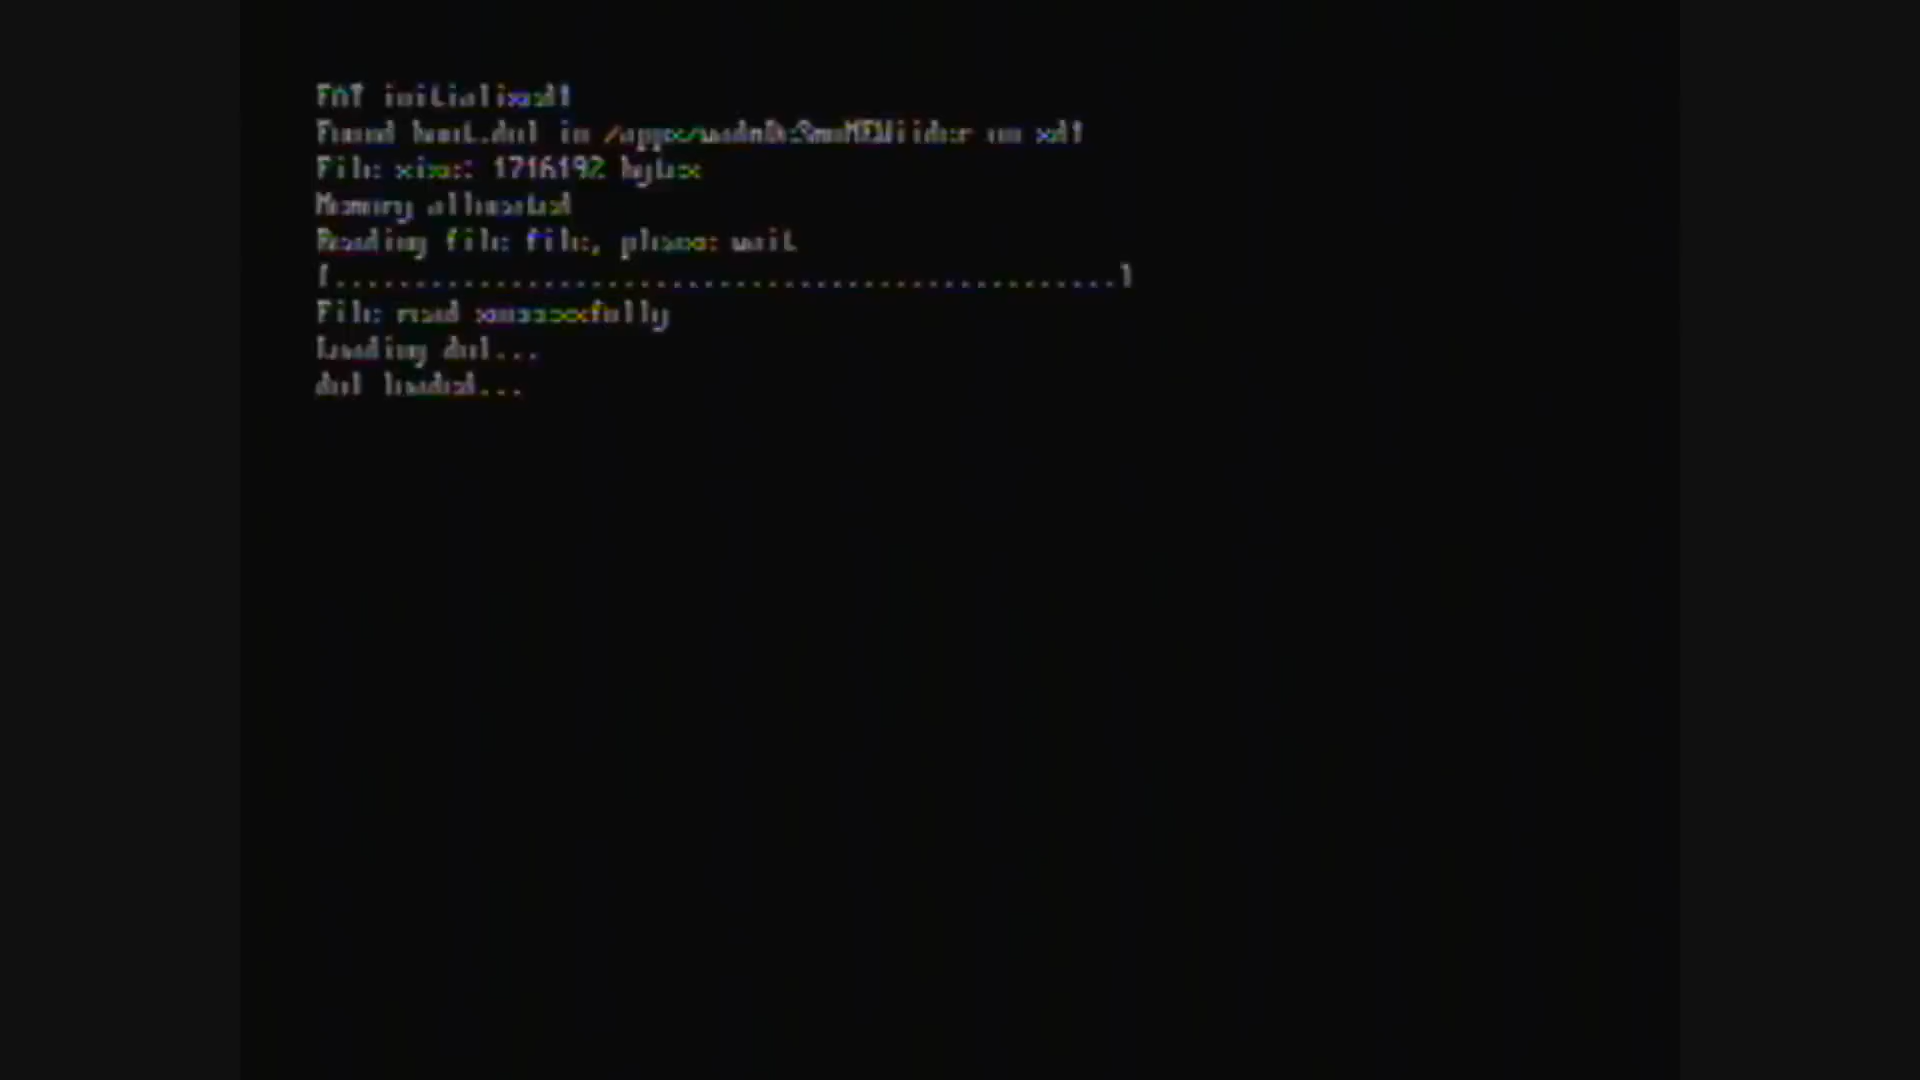 FAT initialized!
Found boot.dol in on sd!
File size: 1716192 bytes
Memory allocated
Reading file file, please wait
[..................................................]
File read successfully
Loading dol...
dol loaded...